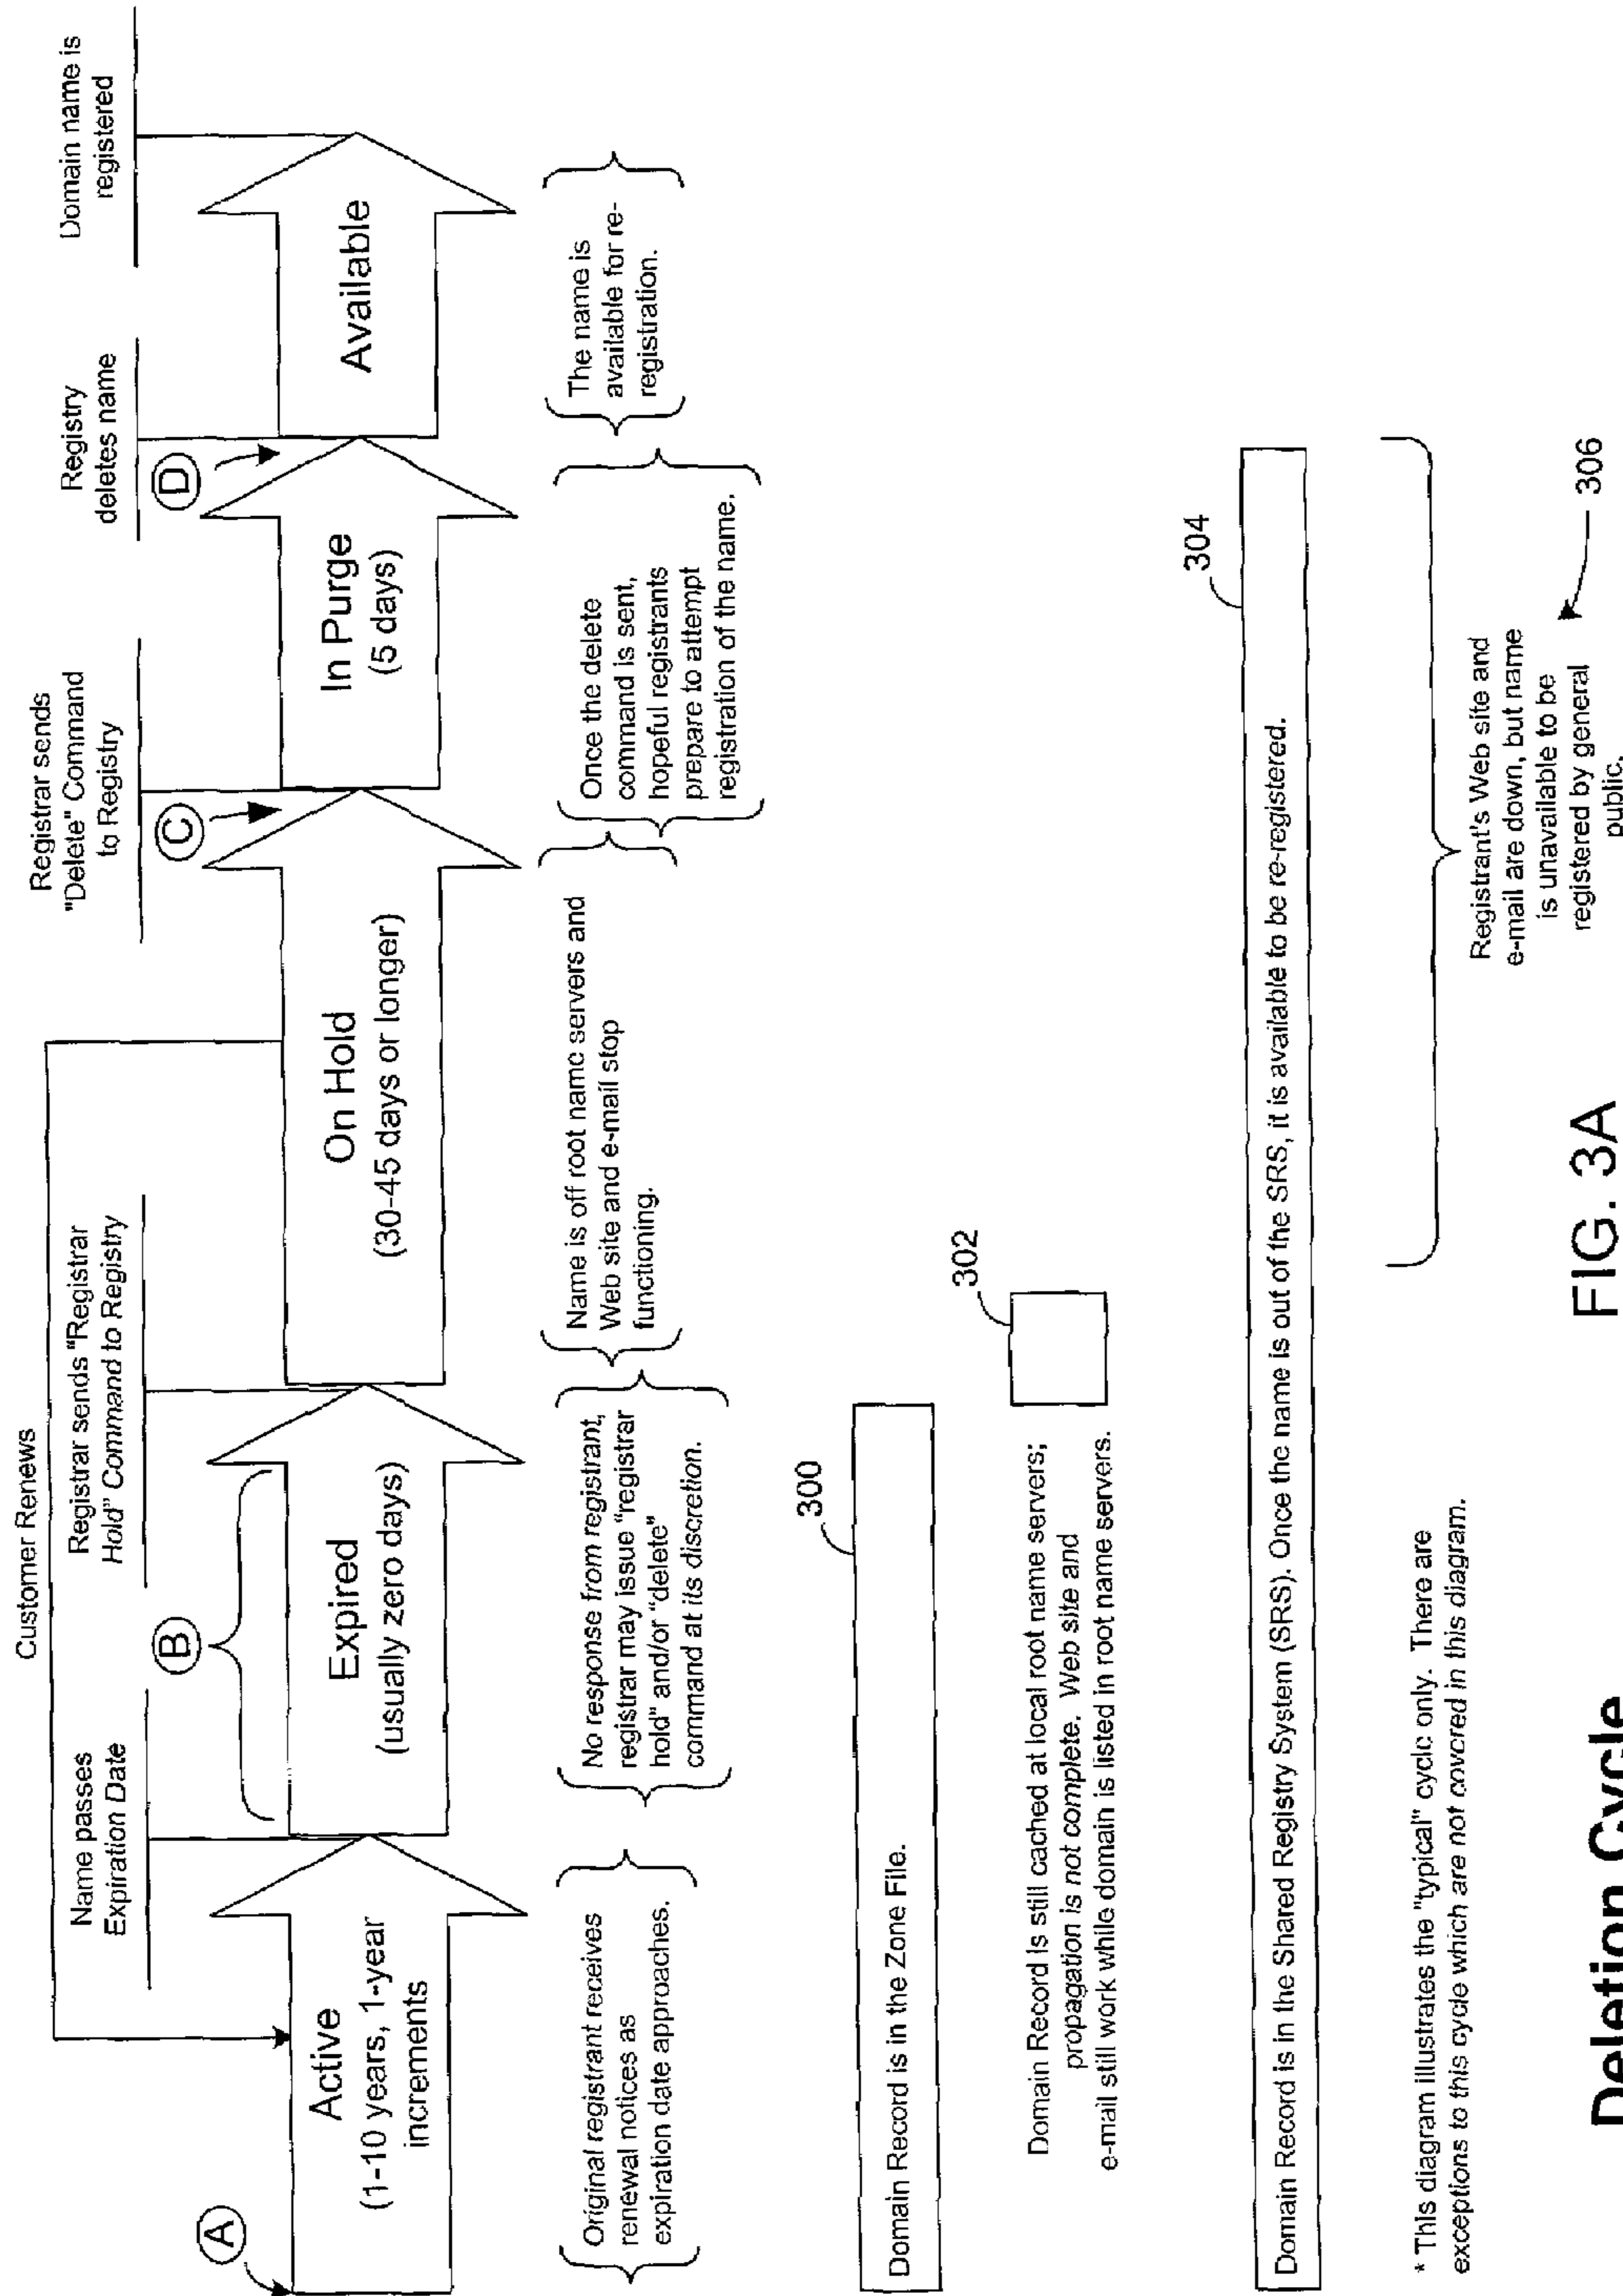 Customer Renews
Name passes
Expiration Date
Registrar sends "Registrar
Hold" Command to Registry
Registrar sends
"Delete" Command
to Registry
Registry
deletes name
Domain name is
registered
A
B
C
D
Active
(1-10 years, 1-year
increments
Expired
(usually zero days)
On Hold
(30-45 days or longer)
In Purge
(5 days)
Available
Original registrant receives
renewal notices as
expiration date approaches.
No response from registrant,
registrar may issue "registrar
hold" and/or "delete"
command at its discretion.
Name is off root name servers and
Web site and e-mail stop
functioning.
Once the delete
command is sent,
hopeful registrants
prepare to attempt
registration of the name.
The name is
available for re-
registration.
300
Domain Record is in the Zone File.
302
Domain Record is still cached at local root name servers;
propagation is not complete. Web site and
e-mail still work while domain is listed in root name servers.
304
Domain Record is in the Shared Registry System (SRS). Once the name is out of the SRS, it is available to be re-registered.
* This diagram illustrates the "typical" cycle only. There are
exceptions to this cycle which are not covered in this diagram.
Registrant's Web site and
e-mail are down, but name
is unavailable to be
registered by general
public.
306
Deletion Cycle
FIG. 3A